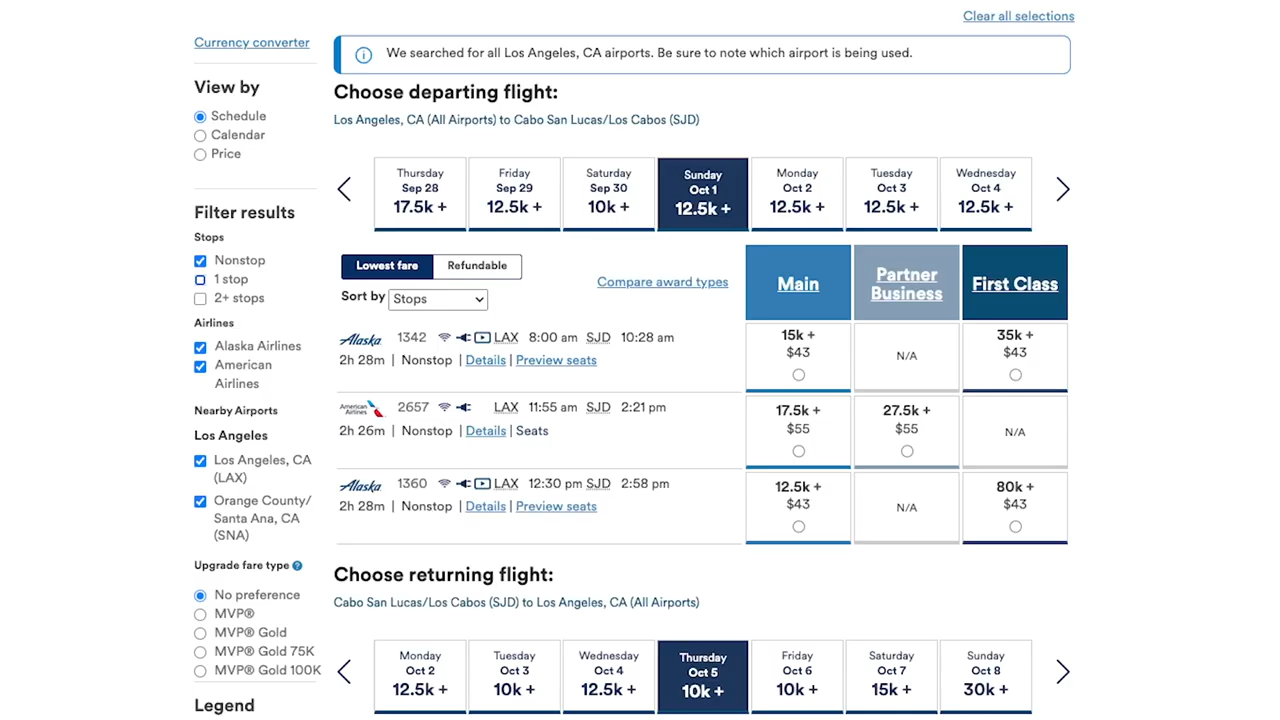 Clear all selections
Currency converter
We searched for all Los Angeles, CA airports. Be sure to note which airport is being used.
View by
Schedule
Calendar
Price
Filter results
Stops
Nonstop
1 stop
2+ stops
Airlines
Alaska Airlines
American
Airlines
Nearby Airports
Los Angeles
Los Angeles, CA
(LAX)
Orange County/
Santa Ana, CA
(SNA)
Upgrade fare type ?
No preference
MVP®
MVP® Gold
MVP® Gold 75K
MVP® Gold 100K
Legend
Choose departing flight:
Los Angeles, CA (All Airports) to Cabo San Lucas/Los Cabos (SJD)
Thursday
Sep 28
17.5k +
Friday
Sep 29
12.5k +
Saturday
Sep 30
10k +
Sunday
Oct 1
12.5k +
Monday
Oct 2
12.5k +
Tuesday
Oct 3
12.5k +
Wednesday
Oct 4
12.5k +
Lowest fare
Refundable
Sort by Stops
Compare award types
Main
Partner
Business
First Class
Alaska 1342 LAX 8:00 am SJD 10:28 am
2h 28m | Nonstop | Details | Preview seats
15k +
$43
N/A
35k +
$43
American Airlines 2657 LAX 11:55 am SJD 2:21 pm
2h 26m | Nonstop | Details | Seats
17.5k +
$55
27.5k +
$55
N/A
Alaska 1360 LAX 12:30 pm SJD 2:58 pm
2h 28m | Nonstop | Details | Preview seats
12.5k +
$43
N/A
80k +
$43
Choose returning flight:
Cabo San Lucas/Los Cabos (SJD) to Los Angeles, CA (All Airports)
Monday
Oct 2
12.5k +
Tuesday
Oct 3
10k +
Wednesday
Oct 4
12.5k +
Thursday
Oct 5
10k +
Friday
Oct 6
10k +
Saturday
Oct 7
15k +
Sunday
Oct 8
30k +